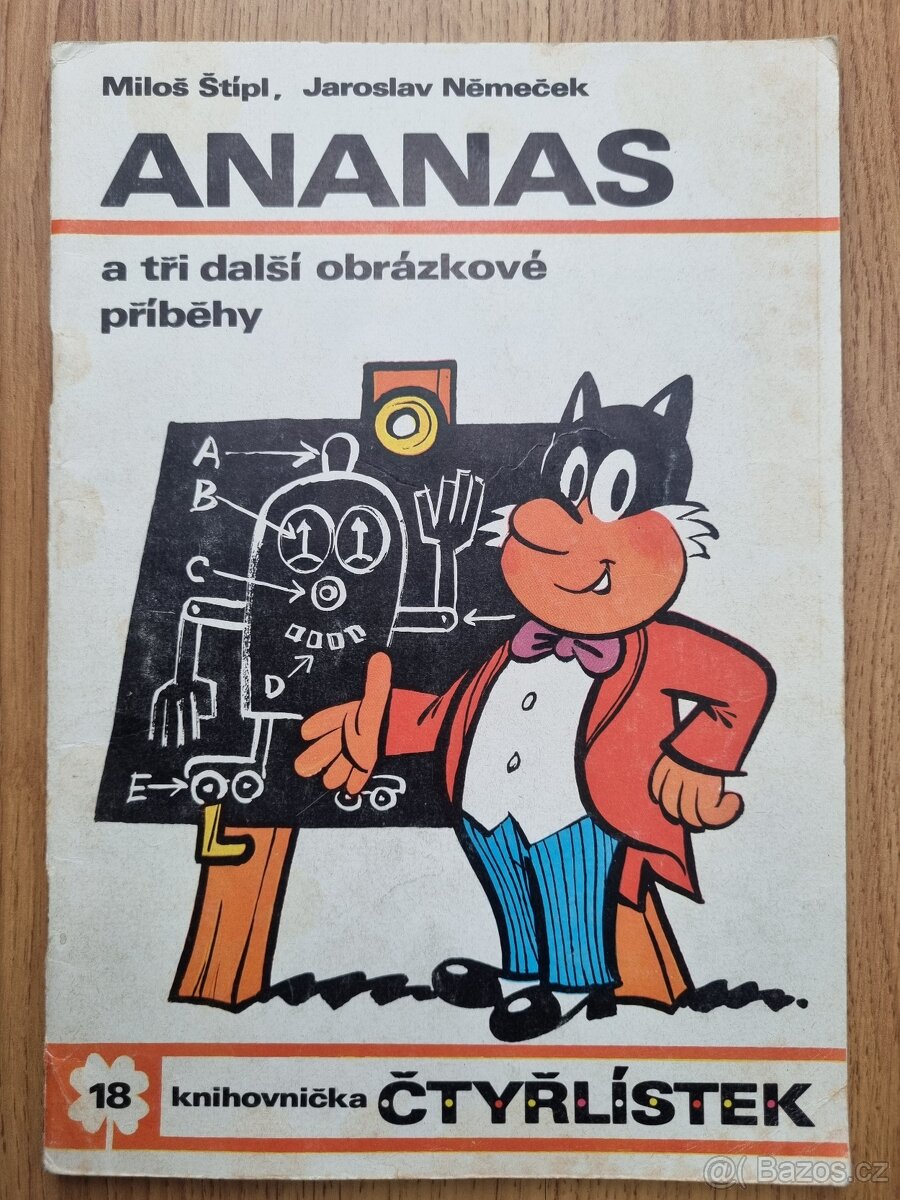 Miloš Štípl, Jaroslav Němeček
ANANAS
a tři další obrázkové
příběhy
A
B
C
D
E
18 knihovnička ČTYŘLÍSTEK
@( Bazos.cz